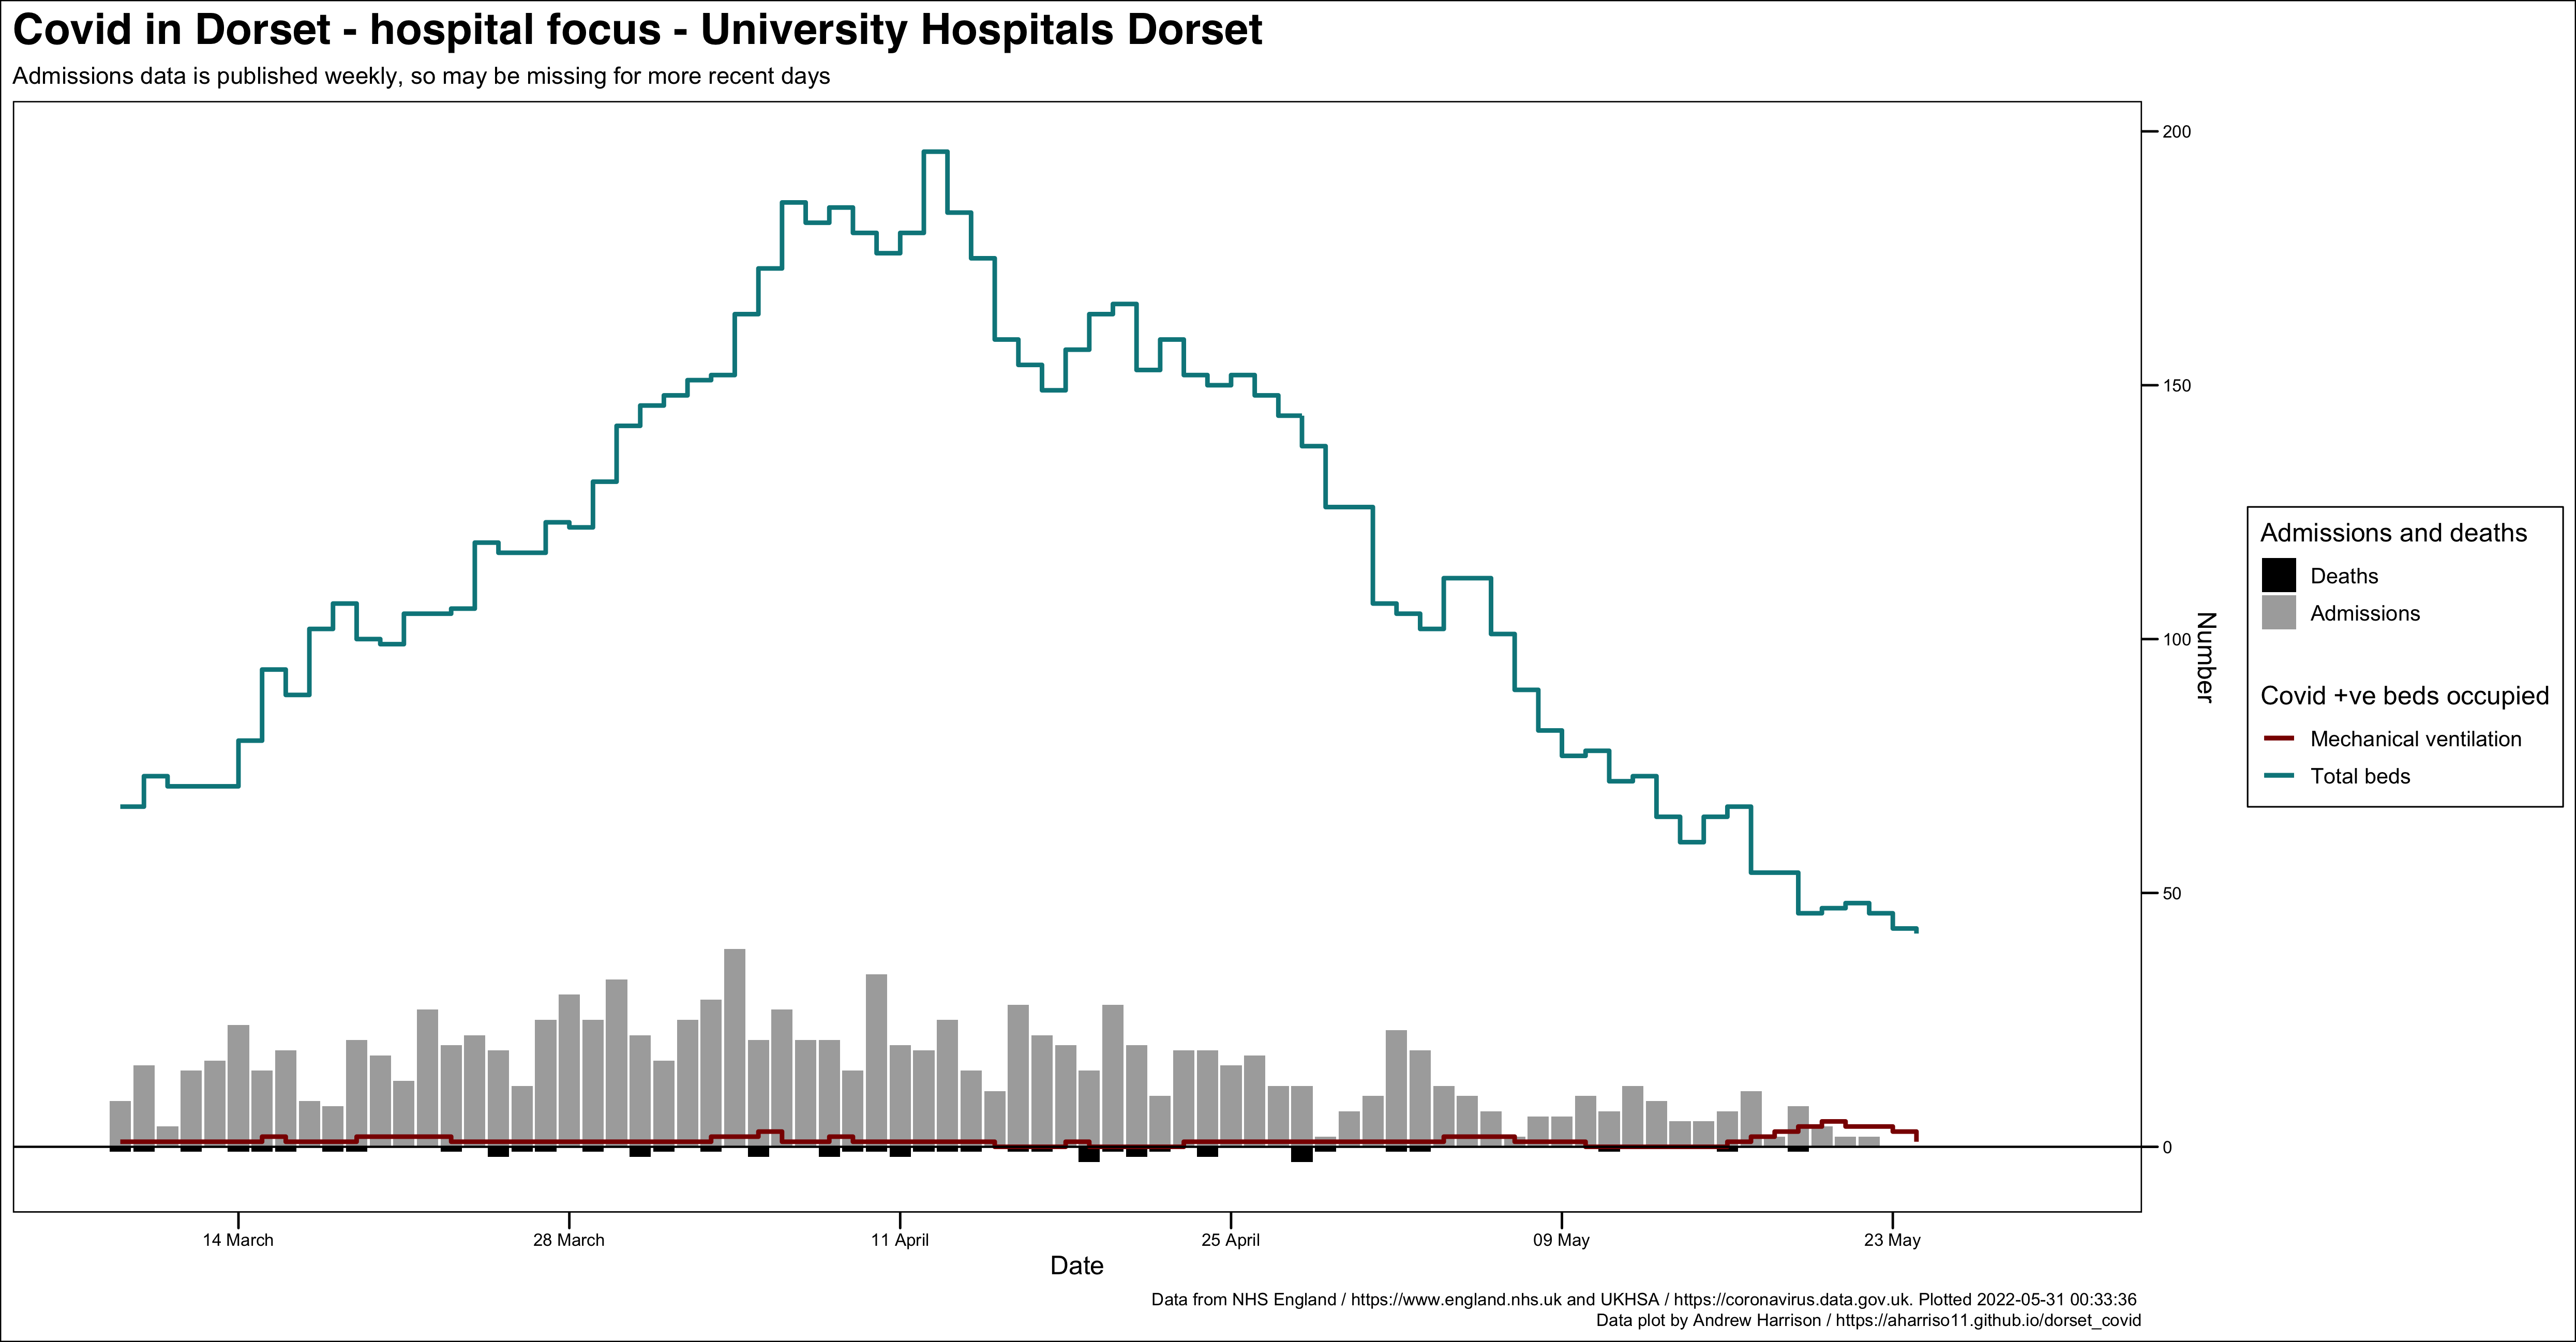 Covid in Dorset - hospital focus - University Hospitals Dorset
Admissions data is published weekly, so may be missing for more recent days
200
150
100
50
0
Number
Admissions and deaths
Deaths
Admissions
Covid +ve beds occupied
Mechanical ventilation
Total beds
14 March
28 March
11 April
25 April
09 May
23 May
Date
Data from NHS England / https://www.england.nhs.uk and UKHSA / https://coronavirus.data.gov.uk. Plotted 2022-05-31 00:33:36
Data plot by Andrew Harrison / https://aharriso11.github.io/dorset_covid